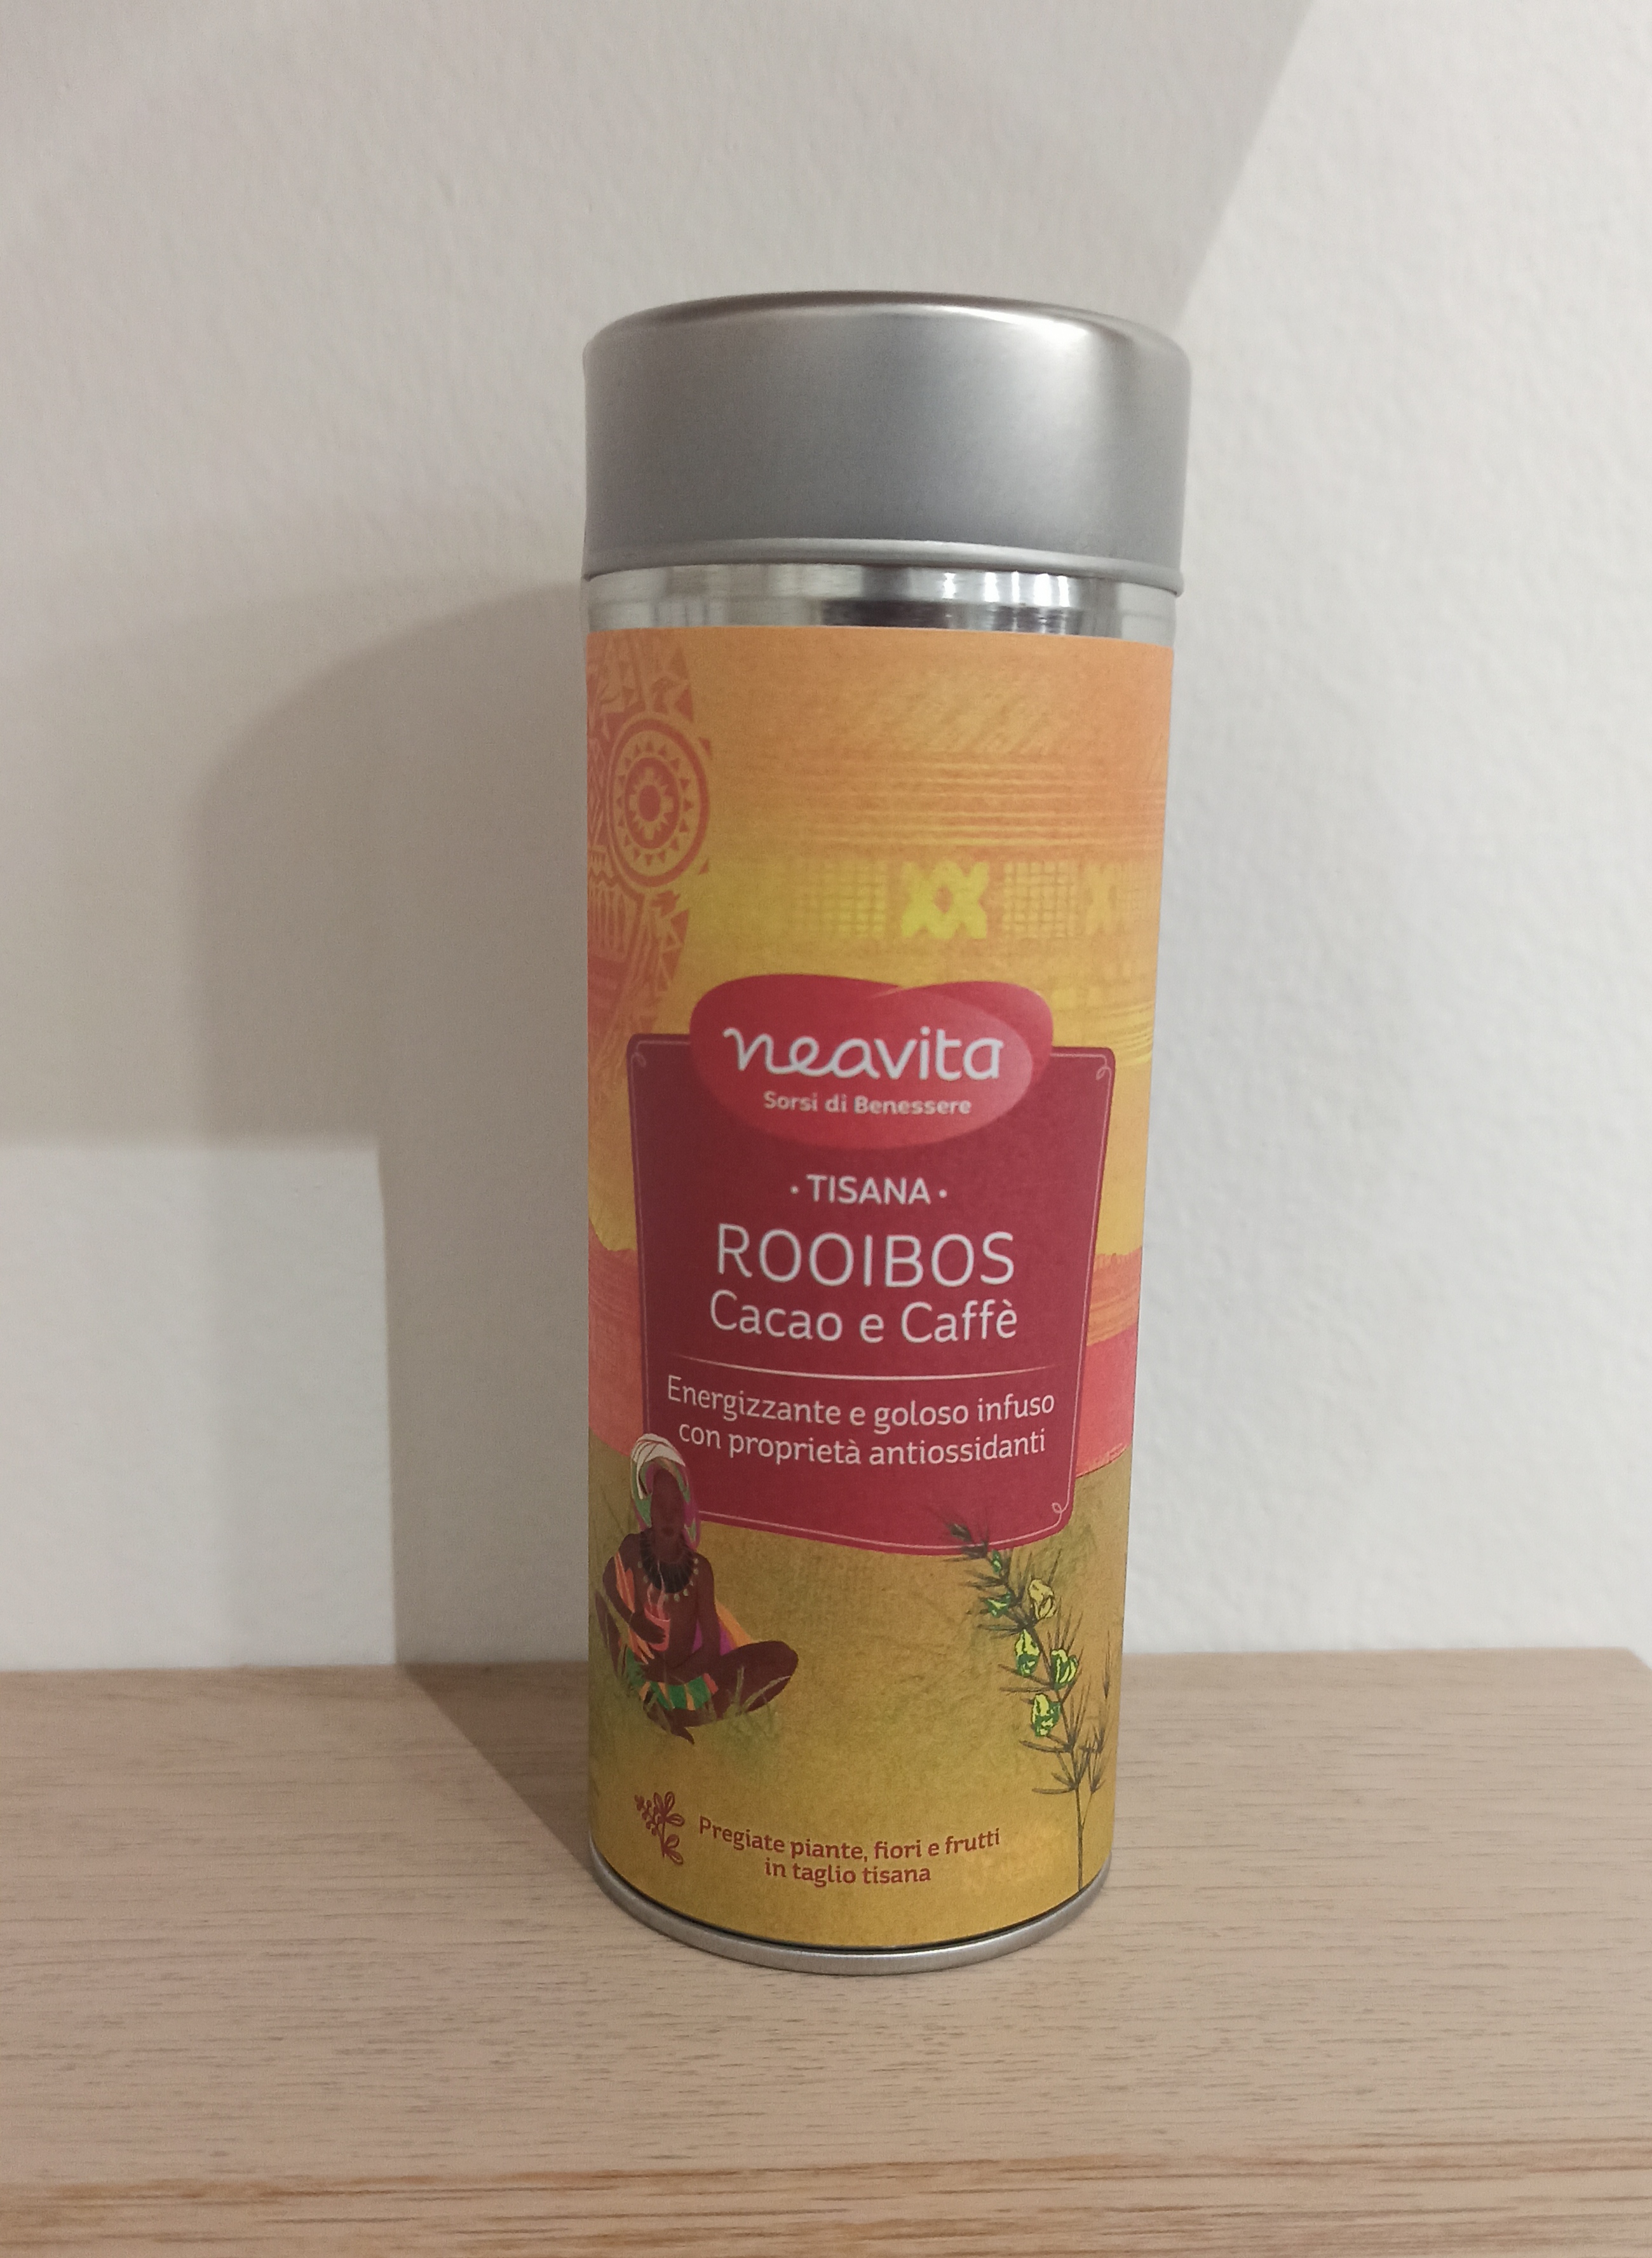 neavita
Sorsi di Benessere
· TISANA ·
ROOIBOS
Cacao e Caffè
Energizzante e goloso infuso
con proprietà antiossidanti
Pregiate piante, fiori e frutti
in taglio tisana